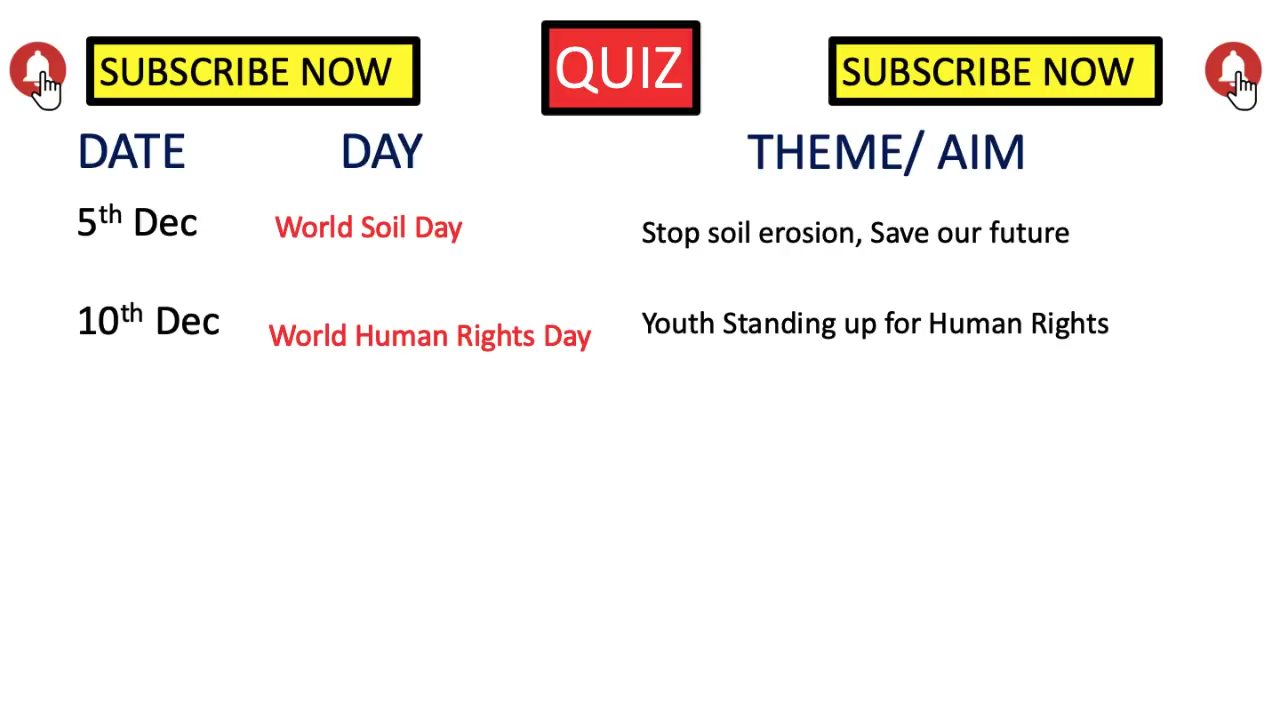 SUBSCRIBE NOW QUIZ SUBSCRIBE NOW
DATE DAY THEME/ AIM
5th Dec World Soil Day Stop soil erosion, Save our future
10th Dec World Human Rights Day Youth Standing up for Human Rights